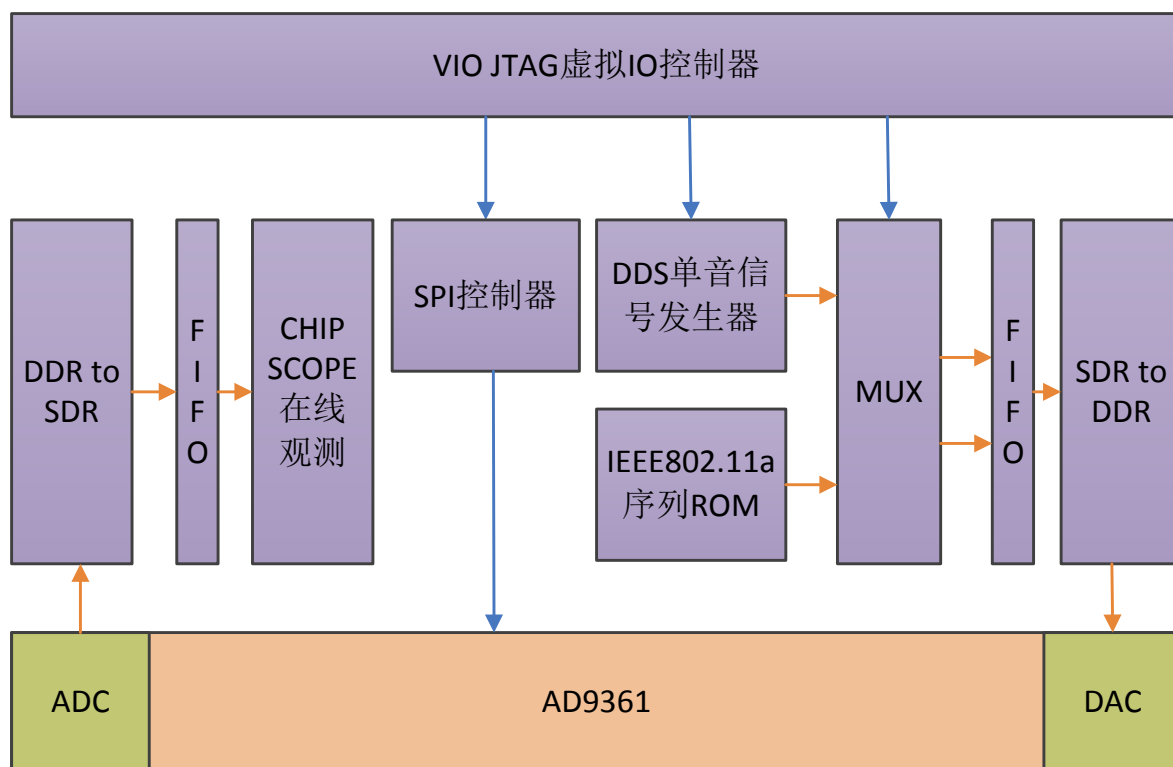 VIO JTAG虚拟IO控制器
DDR to
SDR
F
I
F
O
CHIP
SCOPE
在线
观测
SPI控制器
DDS单音信
号发生器
IEEE802.11a
序列ROM
MUX
F
I
F
O
SDR to
DDR
ADC
AD9361
DAC